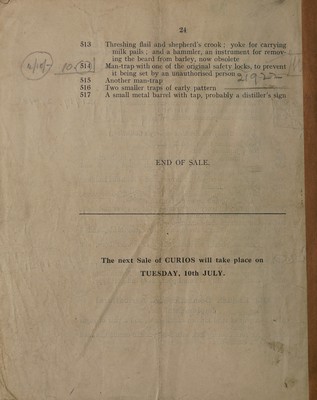 24
513 Threshing flail and shepherd's crook ; yoke for carrying
milk pails ; and a hammler, an instrument for remov-
ing the beard from barley, now obsolete
514 Man-trap with one of the original safety locks, to prevent
it being set by an unauthorised person
515 Another man-trap
516 Two smaller traps of early pattern
517 A small metal barrel with tap, probably a distiller's sign
END OF SALE.
The next Sale of CURIOS will take place on
TUESDAY, 10th JULY.